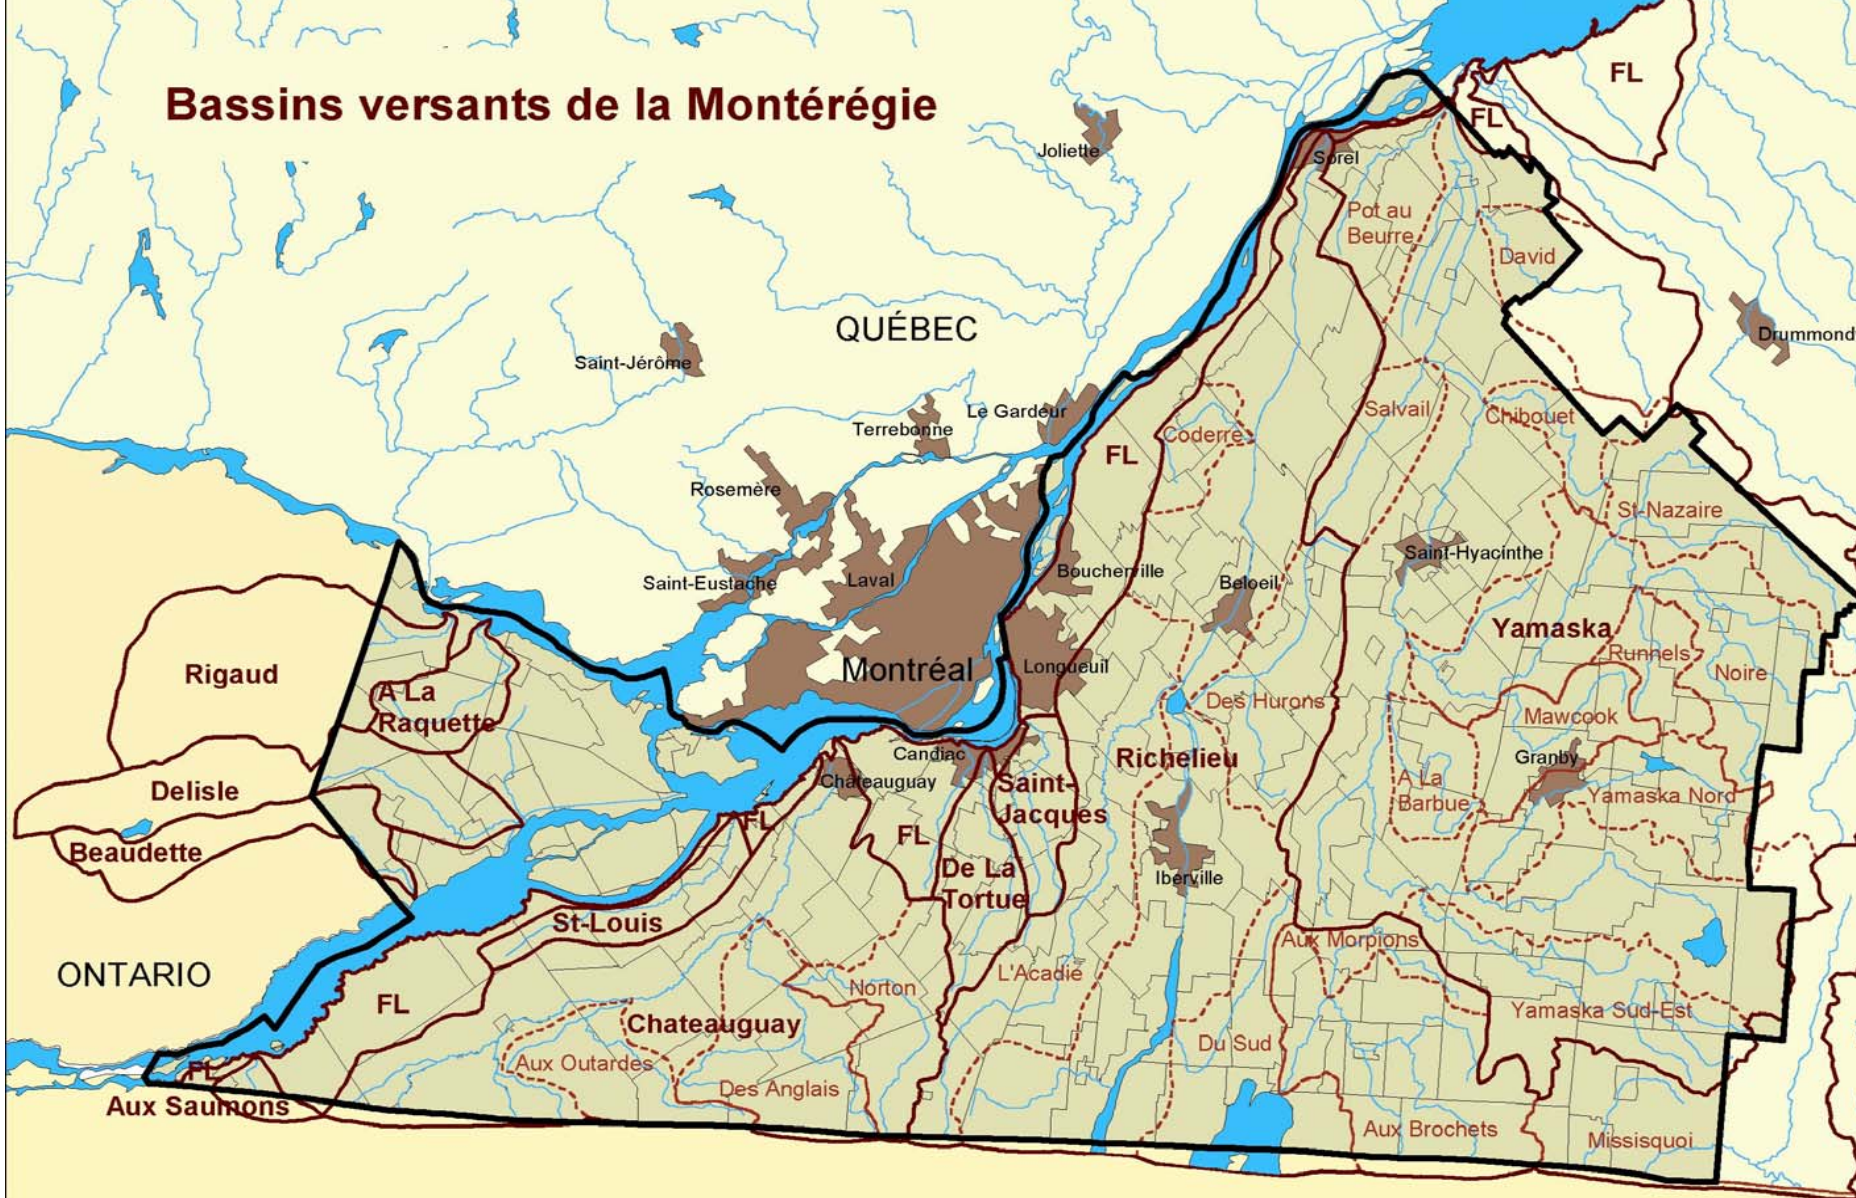 FL
Bassins versants de la Montérégie
FL
Joliette
Sorel
Pot au
Beurre
David
QUÉBEC
Drummond
Saint-Jérôme
Le Gardeur
Salvail
Chibouet
Terrebonne
Coderre
FL
Rosemère
St-Nazaire
Saint-Hyacinthe
Boucherville
Saint-Eustache
Laval
Beloeil
Yamaska
Runnels
Montréal
Longueuil
Rigaud
Noire
A La
Raquette
Des Hurons
Mawcook
Candiac
Richelieu
Granby
Châteauguay
Saint-
Jacques
A La
Barbue
Delisle
Yamaska Nord
FL
FL
Beaudette
De La
Tortue
Iberville
St-Louis
Aux Morpions
ONTARIO
L'Acadie
Norton
FL
Yamaska Sud-Est
Chateauguay
Du Sud
Aux Outardes
FL
Des Anglais
Aux Saumons
Aux Brochets
Missisquoi